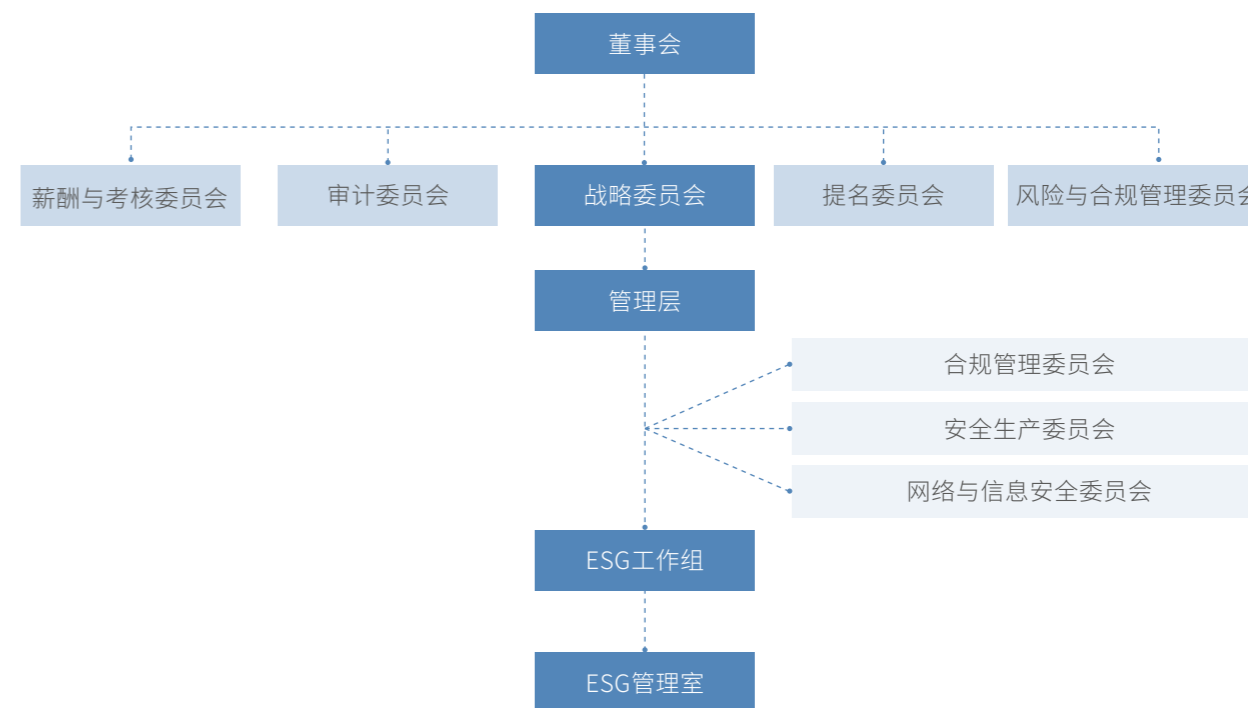 董事会
薪酬与考核委员会
审计委员会
战略委员会
提名委员会
风险与合规管理委员会
管理层
合规管理委员会
安全生产委员会
网络与信息安全委员会
ESG工作组
ESG管理室